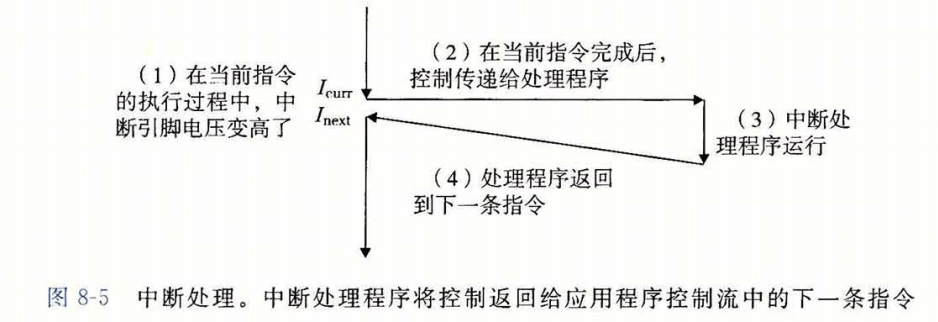 （1）在当前指令
的执行过程中，中
断引脚电压变高了
Icurr
Inext
（2）在当前指令完成后，
控制传递给处理程序
（3）中断处
理程序运行
（4）处理程序返回
到下一条指令
图 8-5 中断处理。中断处理程序将控制返回给应用程序控制流中的下一条指令